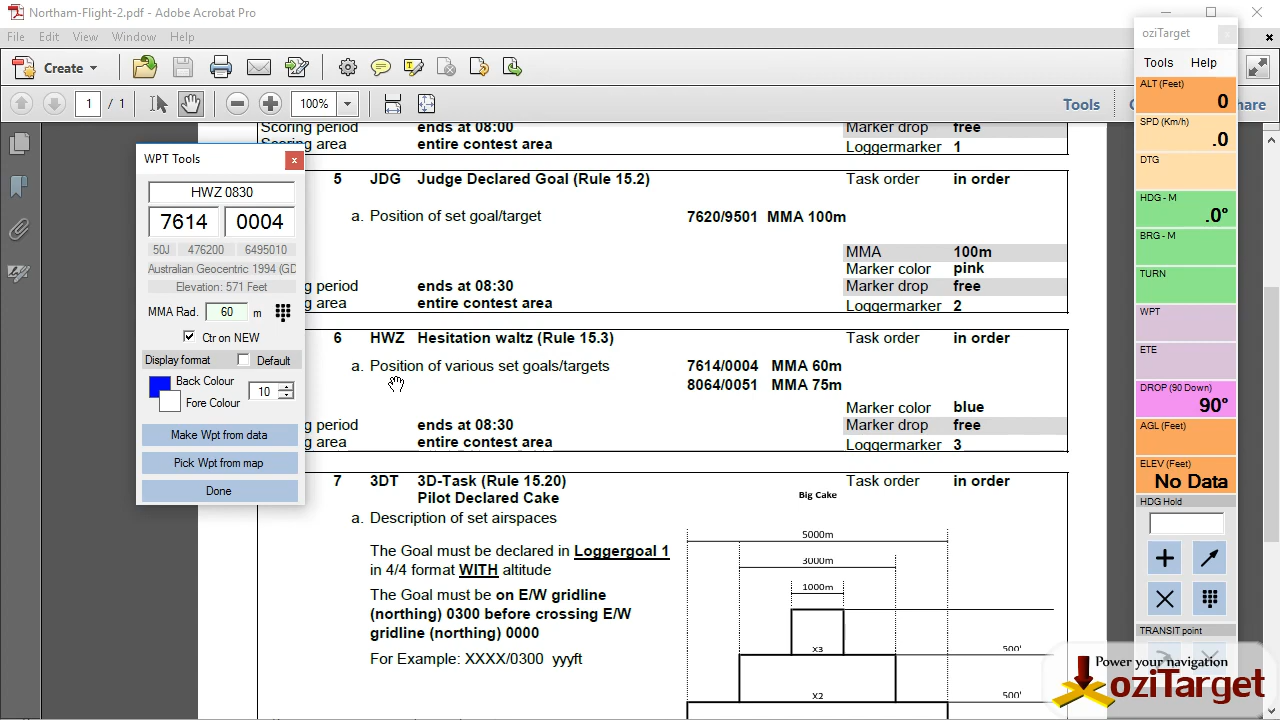 Northam-Flight-2.pdf - Adobe Acrobat Pro
File Edit View Window Help
Create
1 / 1
100%
Tools
hare
Scoring period ends at 08:00 Marker drop free
Scoring area entire contest area Loggermarker 1
5 JDG Judge Declared Goal (Rule 15.2) Task order in order
a. Position of set goal/target 7620/9501 MMA 100m
MMA 100m
Marker color pink
g period ends at 08:30 Marker drop free
g area entire contest area Loggermarker 2
6 HWZ Hesitation waltz (Rule 15.3) Task order in order
a. Position of various set goals/targets 7614/0004 MMA 60m
8064/0051 MMA 75m
Marker color blue
g period ends at 08:30 Marker drop free
g area entire contest area Loggermarker 3
7 3DT 3D-Task (Rule 15.20) Task order in order
Pilot Declared Cake
Big Cake
a. Description of set airspaces
The Goal must be declared in Loggergoal 1
in 4/4 format WITH altitude
The Goal must be on E/W gridline
(northing) 0300 before crossing E/W
gridline (northing) 0000
For Example: XXXX/0300 yyyft
5000m
3000m
1000m
X3
500'
X2
500'
WPT Tools
x
HWZ 0830
7614 0004
50J 476200 6495010
Australian Geocentric 1994 (GD
Elevation: 571 Feet
MMA Rad. 60 m
Ctr on NEW
Display format Default
Back Colour
10
Fore Colour
Make Wpt from data
Pick Wpt from map
Done
oziTarget
Tools Help
ALT (Feet)
0
SPD (Km/h)
.0
DTG
HDG - M
.0°
BRG - M
TURN
WPT
ETE
DROP (90 Down)
90°
AGL (Feet)
ELEV (Feet)
No Data
HDG Hold
TRANSIT point
Power your navigation
oziTarget